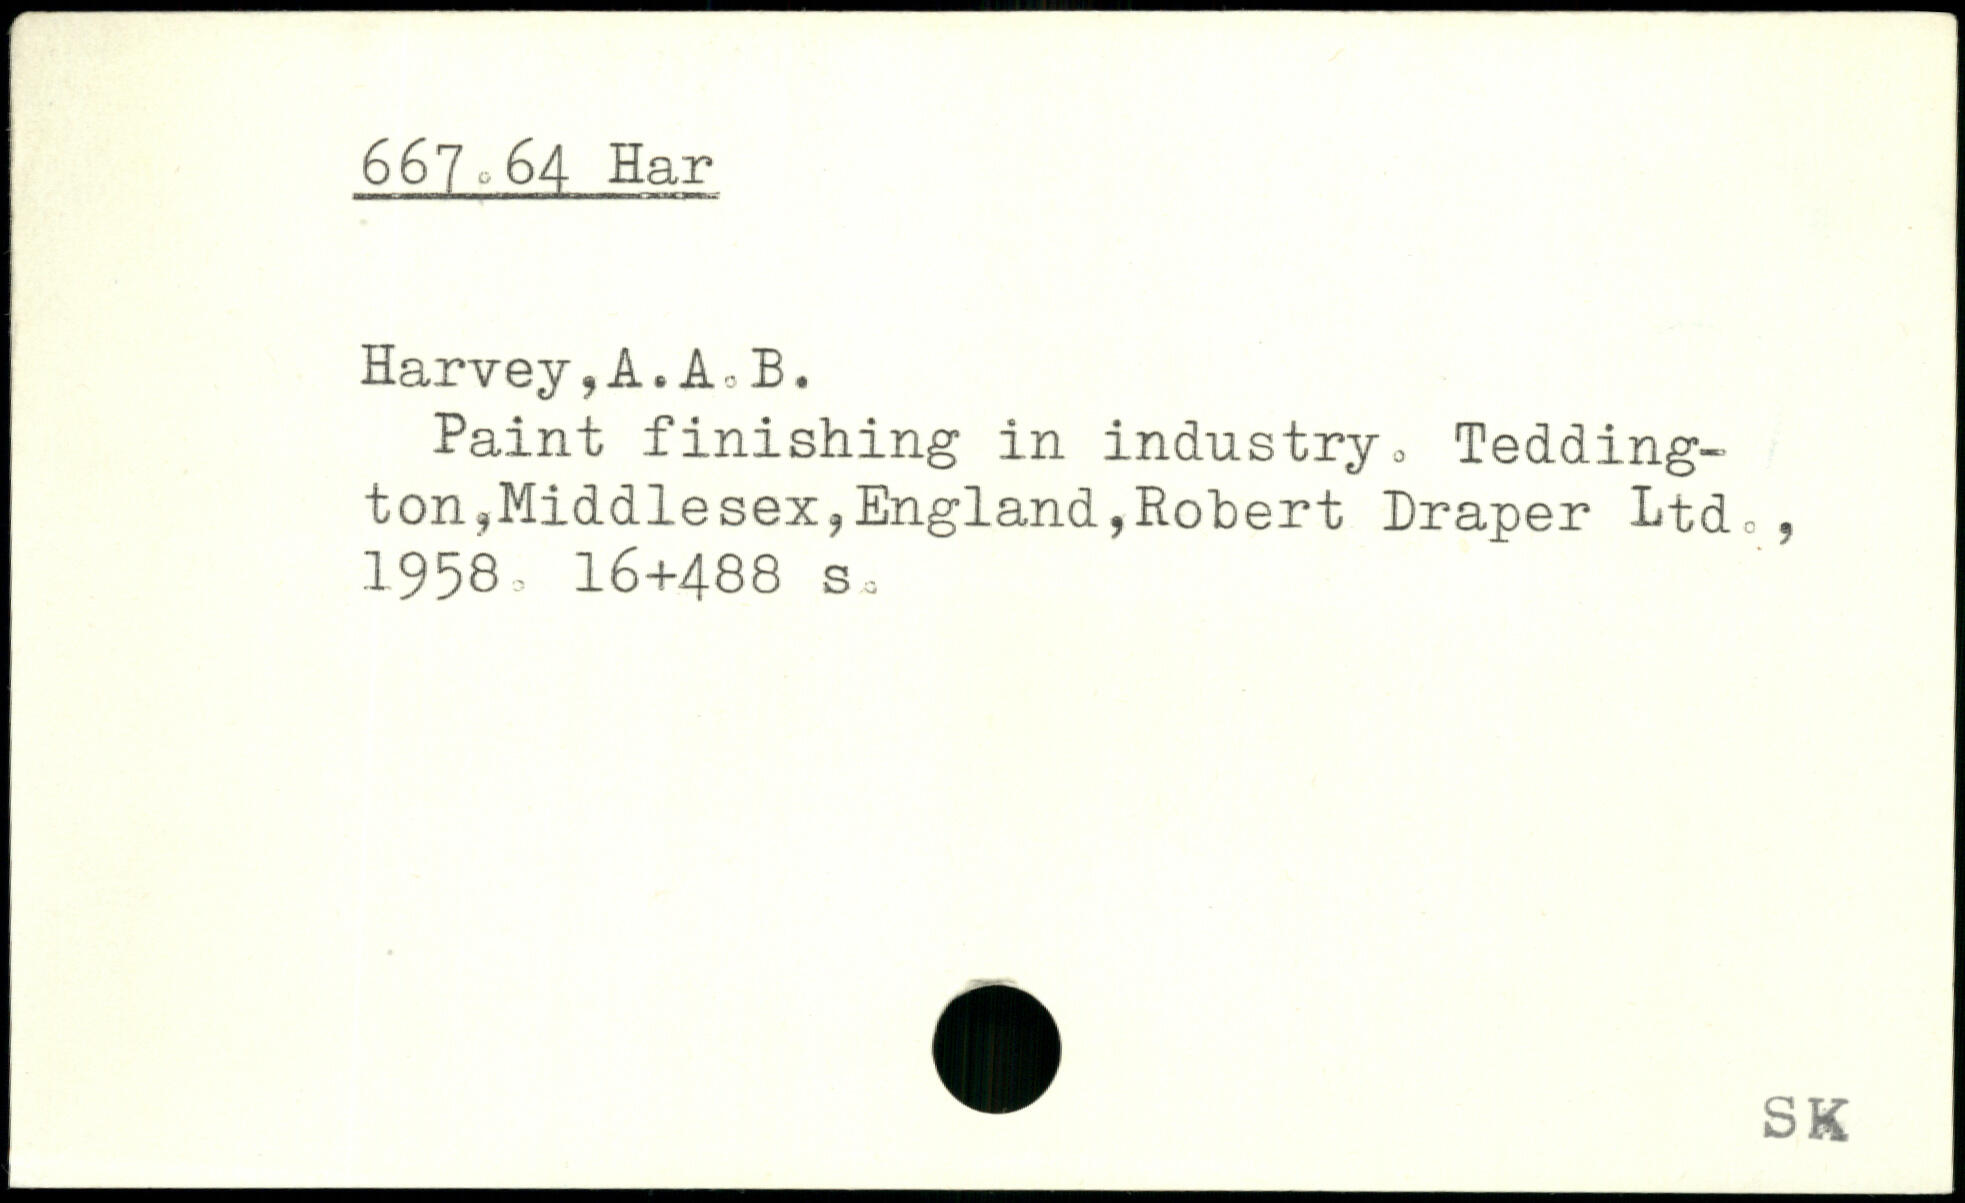 667.64 Har
Harvey,A.A.B.
Paint finishing in industry. Tedding-
ton,Middlesex,England,Robert Draper Ltd.,
1958. 16+488 s.
SK